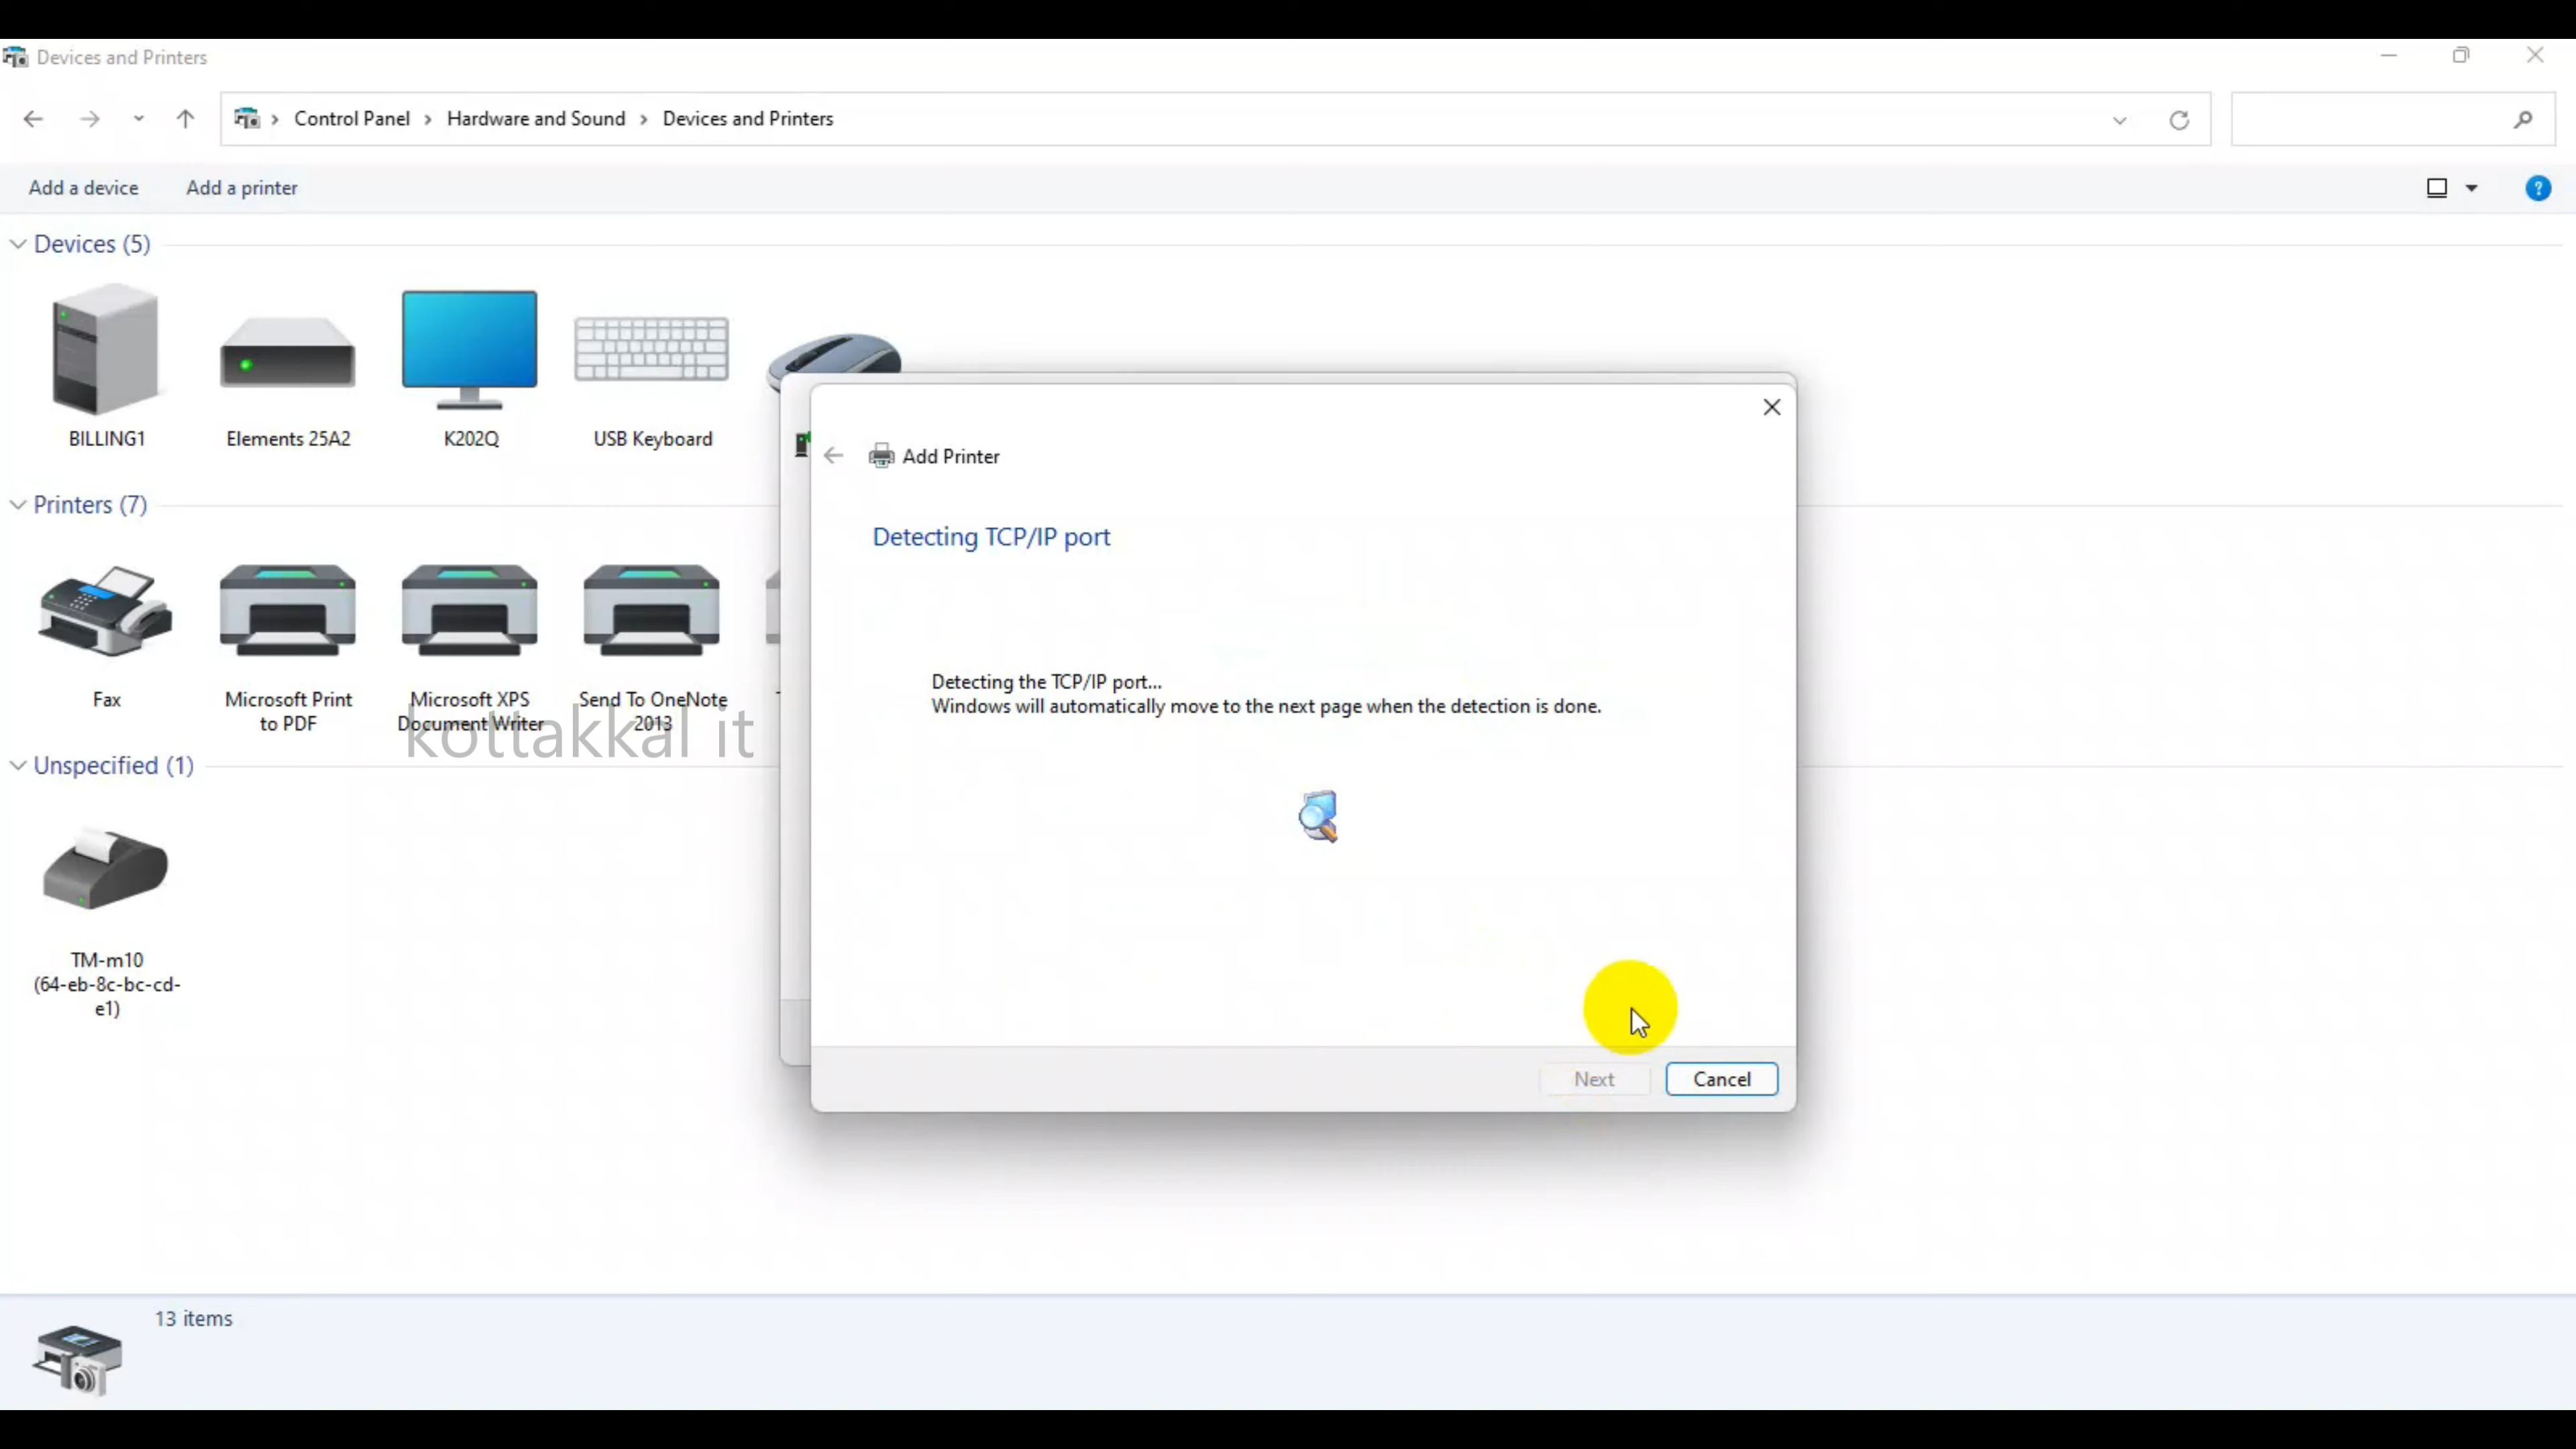 Devices and Printers
Control Panel > Hardware and Sound > Devices and Printers
Add a device Add a printer
?
Devices (5)
BILLING1 Elements 25A2 K202Q USB Keyboard
Add Printer
Detecting TCP/IP port
Printers (7)
Detecting the TCP/IP port...
Windows will automatically move to the next page when the detection is done.
Fax
Microsoft Print
to PDF
Microsoft XPS
Document Writer
Send To OneNote
2013
kottakkal it
Unspecified (1)
TM-m10
(64-eb-8c-bc-cd-
e1)
Next Cancel
13 items